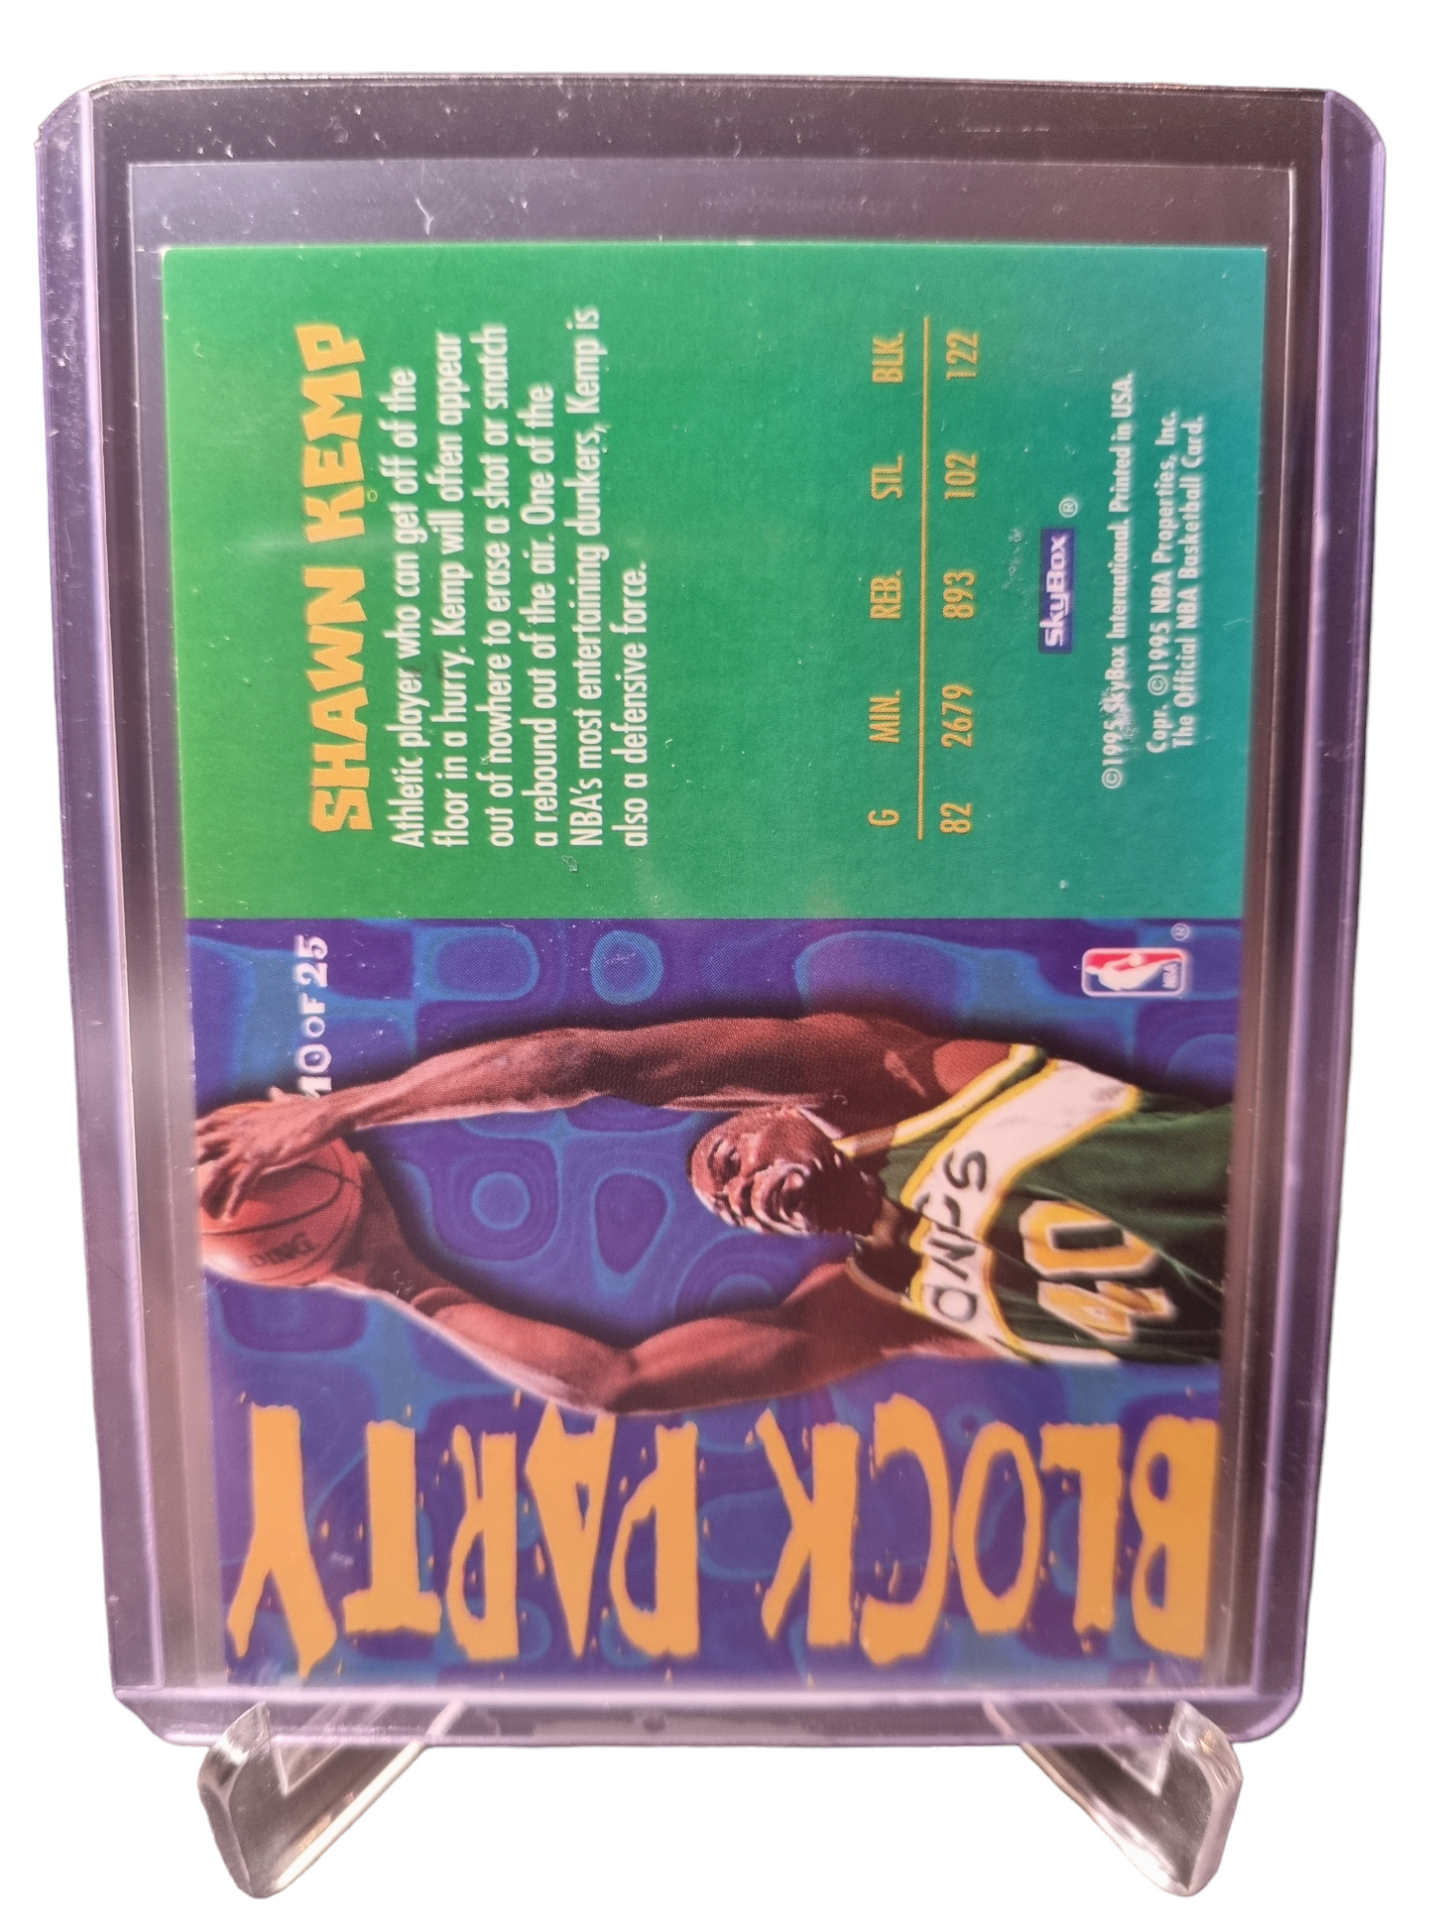 BLOCK PARTY
10 OF 25
SONICS
40
NBA
®
SHAWN KEMP
Athletic player who can get off of the
floor in a hurry. Kemp will often appear
out of nowhere to erase a shot or snatch
a rebound out of the air. One of the
NBA's most entertaining dunkers, Kemp is
also a defensive force.
G MIN. REB. STL. BLK.
82 2679 893 102 122
SkyBox ®
©1995 SkyBox International. Printed in USA.
Copr. ©1995 NBA Properties, Inc.
The Official NBA Basketball Card.